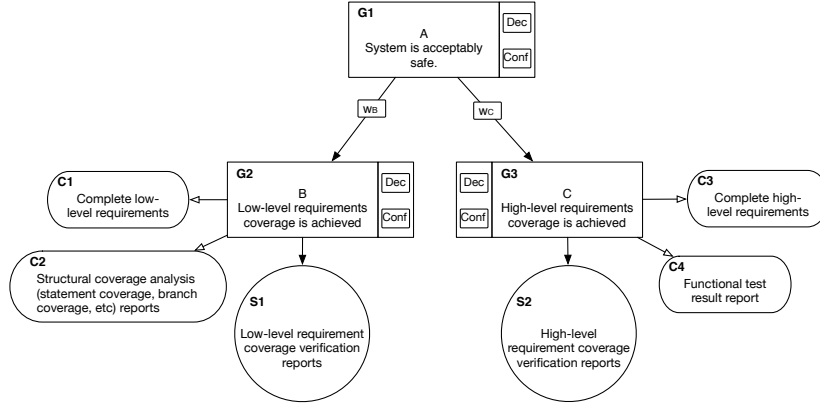 G1
A
System is acceptably
safe.
Dec
Conf
wB
wC
G2
B
Low-level requirements
coverage is achieved
Dec
Conf
Dec
Conf
G3
C
High-level requirements
coverage is achieved
C1
Complete low-
level requirements
C3
Complete high-
level requirements
C2
Structural coverage analysis
(statement coverage, branch
coverage, etc) reports
C4
Functional test
result report
S1
Low-level requirement
coverage verification
reports
S2
High-level
requirement coverage
verification reports